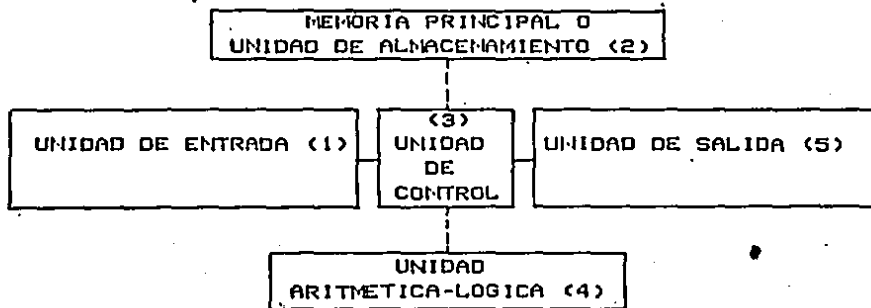 MEMORIA PRINCIPAL O
UNIDAD DE ALMACENAMIENTO (2)
UNIDAD DE ENTRADA (1)
(3)
UNIDAD
DE
CONTROL
UNIDAD DE SALIDA (5)
UNIDAD
ARITMETICA-LOGICA (4)